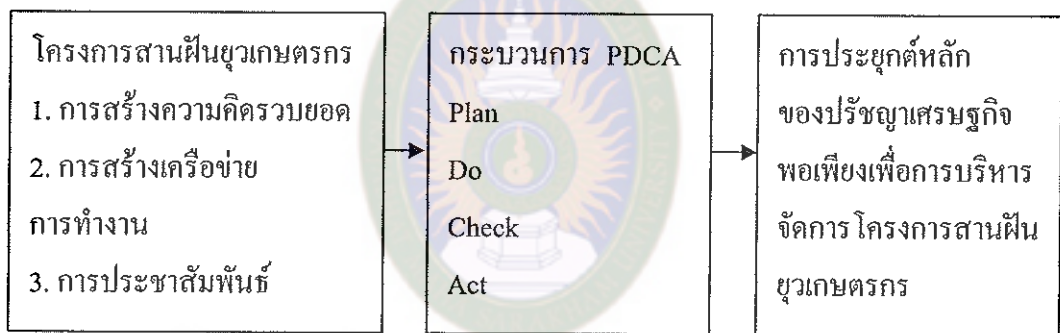 โครงการสานฝันยุวเกษตรกร
1. การสร้างความคิดรวบยอด
2. การสร้างเครือข่าย
การทำงาน
3. การประชาสัมพันธ์
กระบวนการ PDCA
Plan
Do
Check
Act
การประยุกต์หลัก
ของปรัชญาเศรษฐกิจ
พอเพียงเพื่อการบริหาร
จัดการโครงการสานฝัน
ยุวเกษตรกร